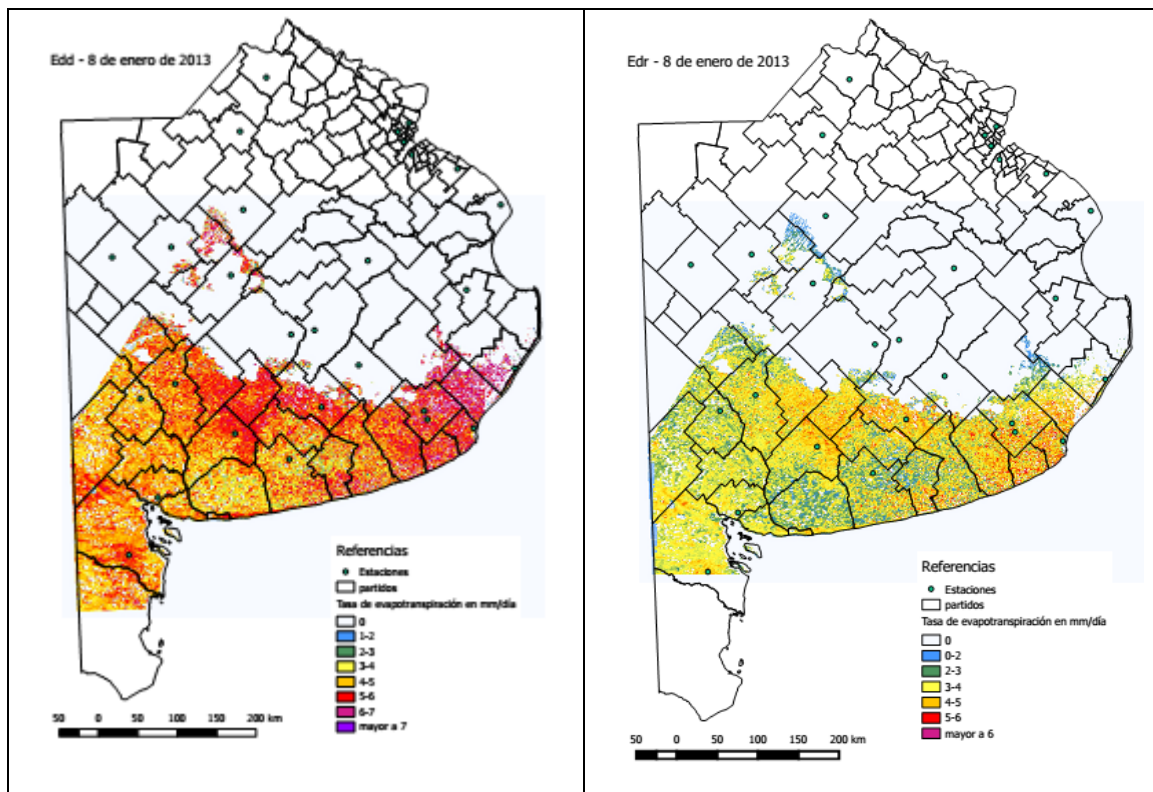 Edd - 8 de enero de 2013
Referencias
Estaciones
partidos
Tasa de evapotranspiración en mm/día
0
1-2
2-3
3-4
4-5
5-6
6-7
mayor a 7
50 0 50 100 150 200 km
Edr - 8 de enero de 2013
Referencias
Estaciones
partidos
Tasa de evapotranspiración en mm/día
0
0-2
2-3
3-4
4-5
5-6
mayor a 6
50 0 50 100 150 200 km